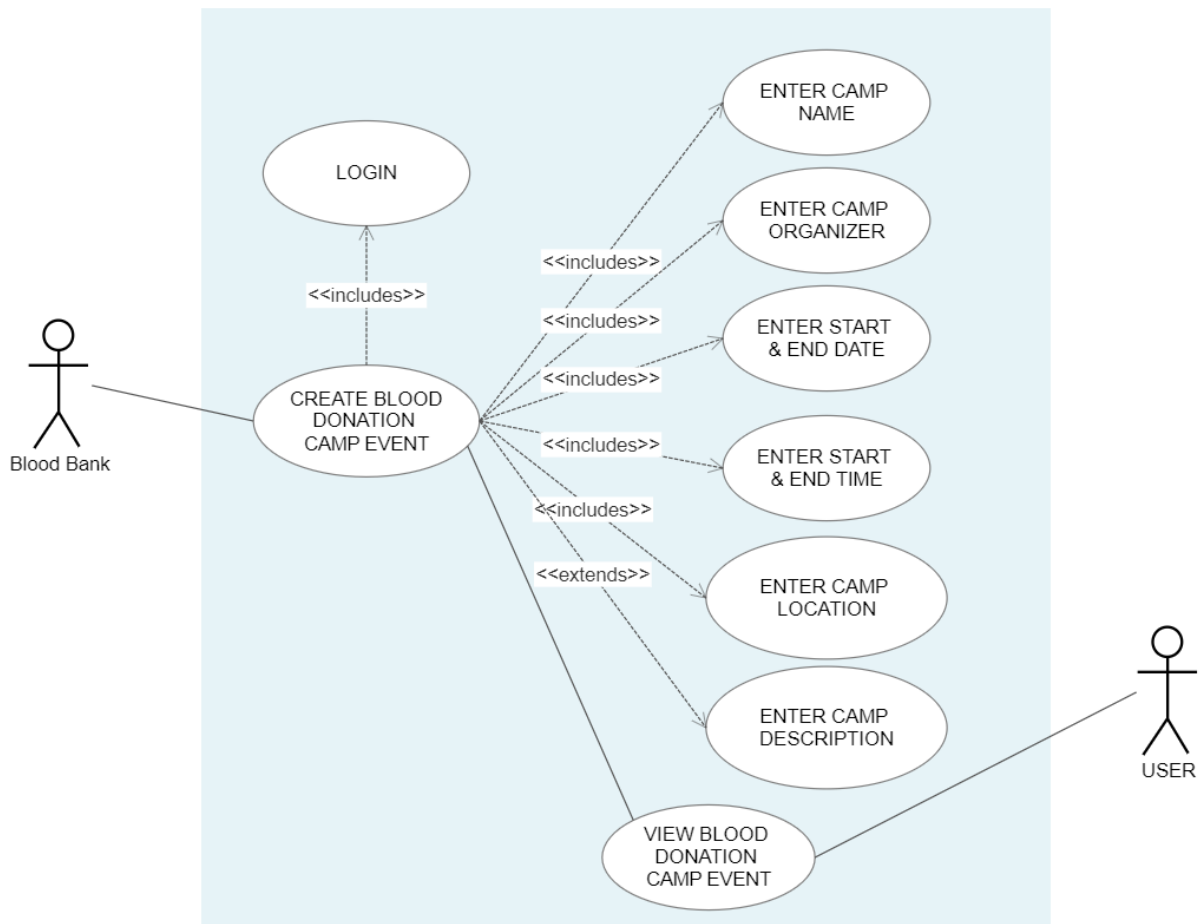 ENTER CAMP
NAME
LOGIN
ENTER CAMP
ORGANIZER
<<includes>>
<<includes>>
<<includes>>
ENTER START
& END DATE
<<includes>>
CREATE BLOOD
DONATION
CAMP EVENT
Blood Bank
<<includes>>
ENTER START
& END TIME
<<includes>>
<<extends>>
ENTER CAMP
LOCATION
ENTER CAMP
DESCRIPTION
USER
VIEW BLOOD
DONATION
CAMP EVENT